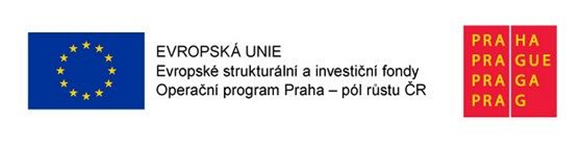 EVROPSKÁ UNIE
Evropské strukturální a investiční fondy
Operační program Praha – pól růstu ČR
PRA HA
PRA GUE
PRA GA
PRA G